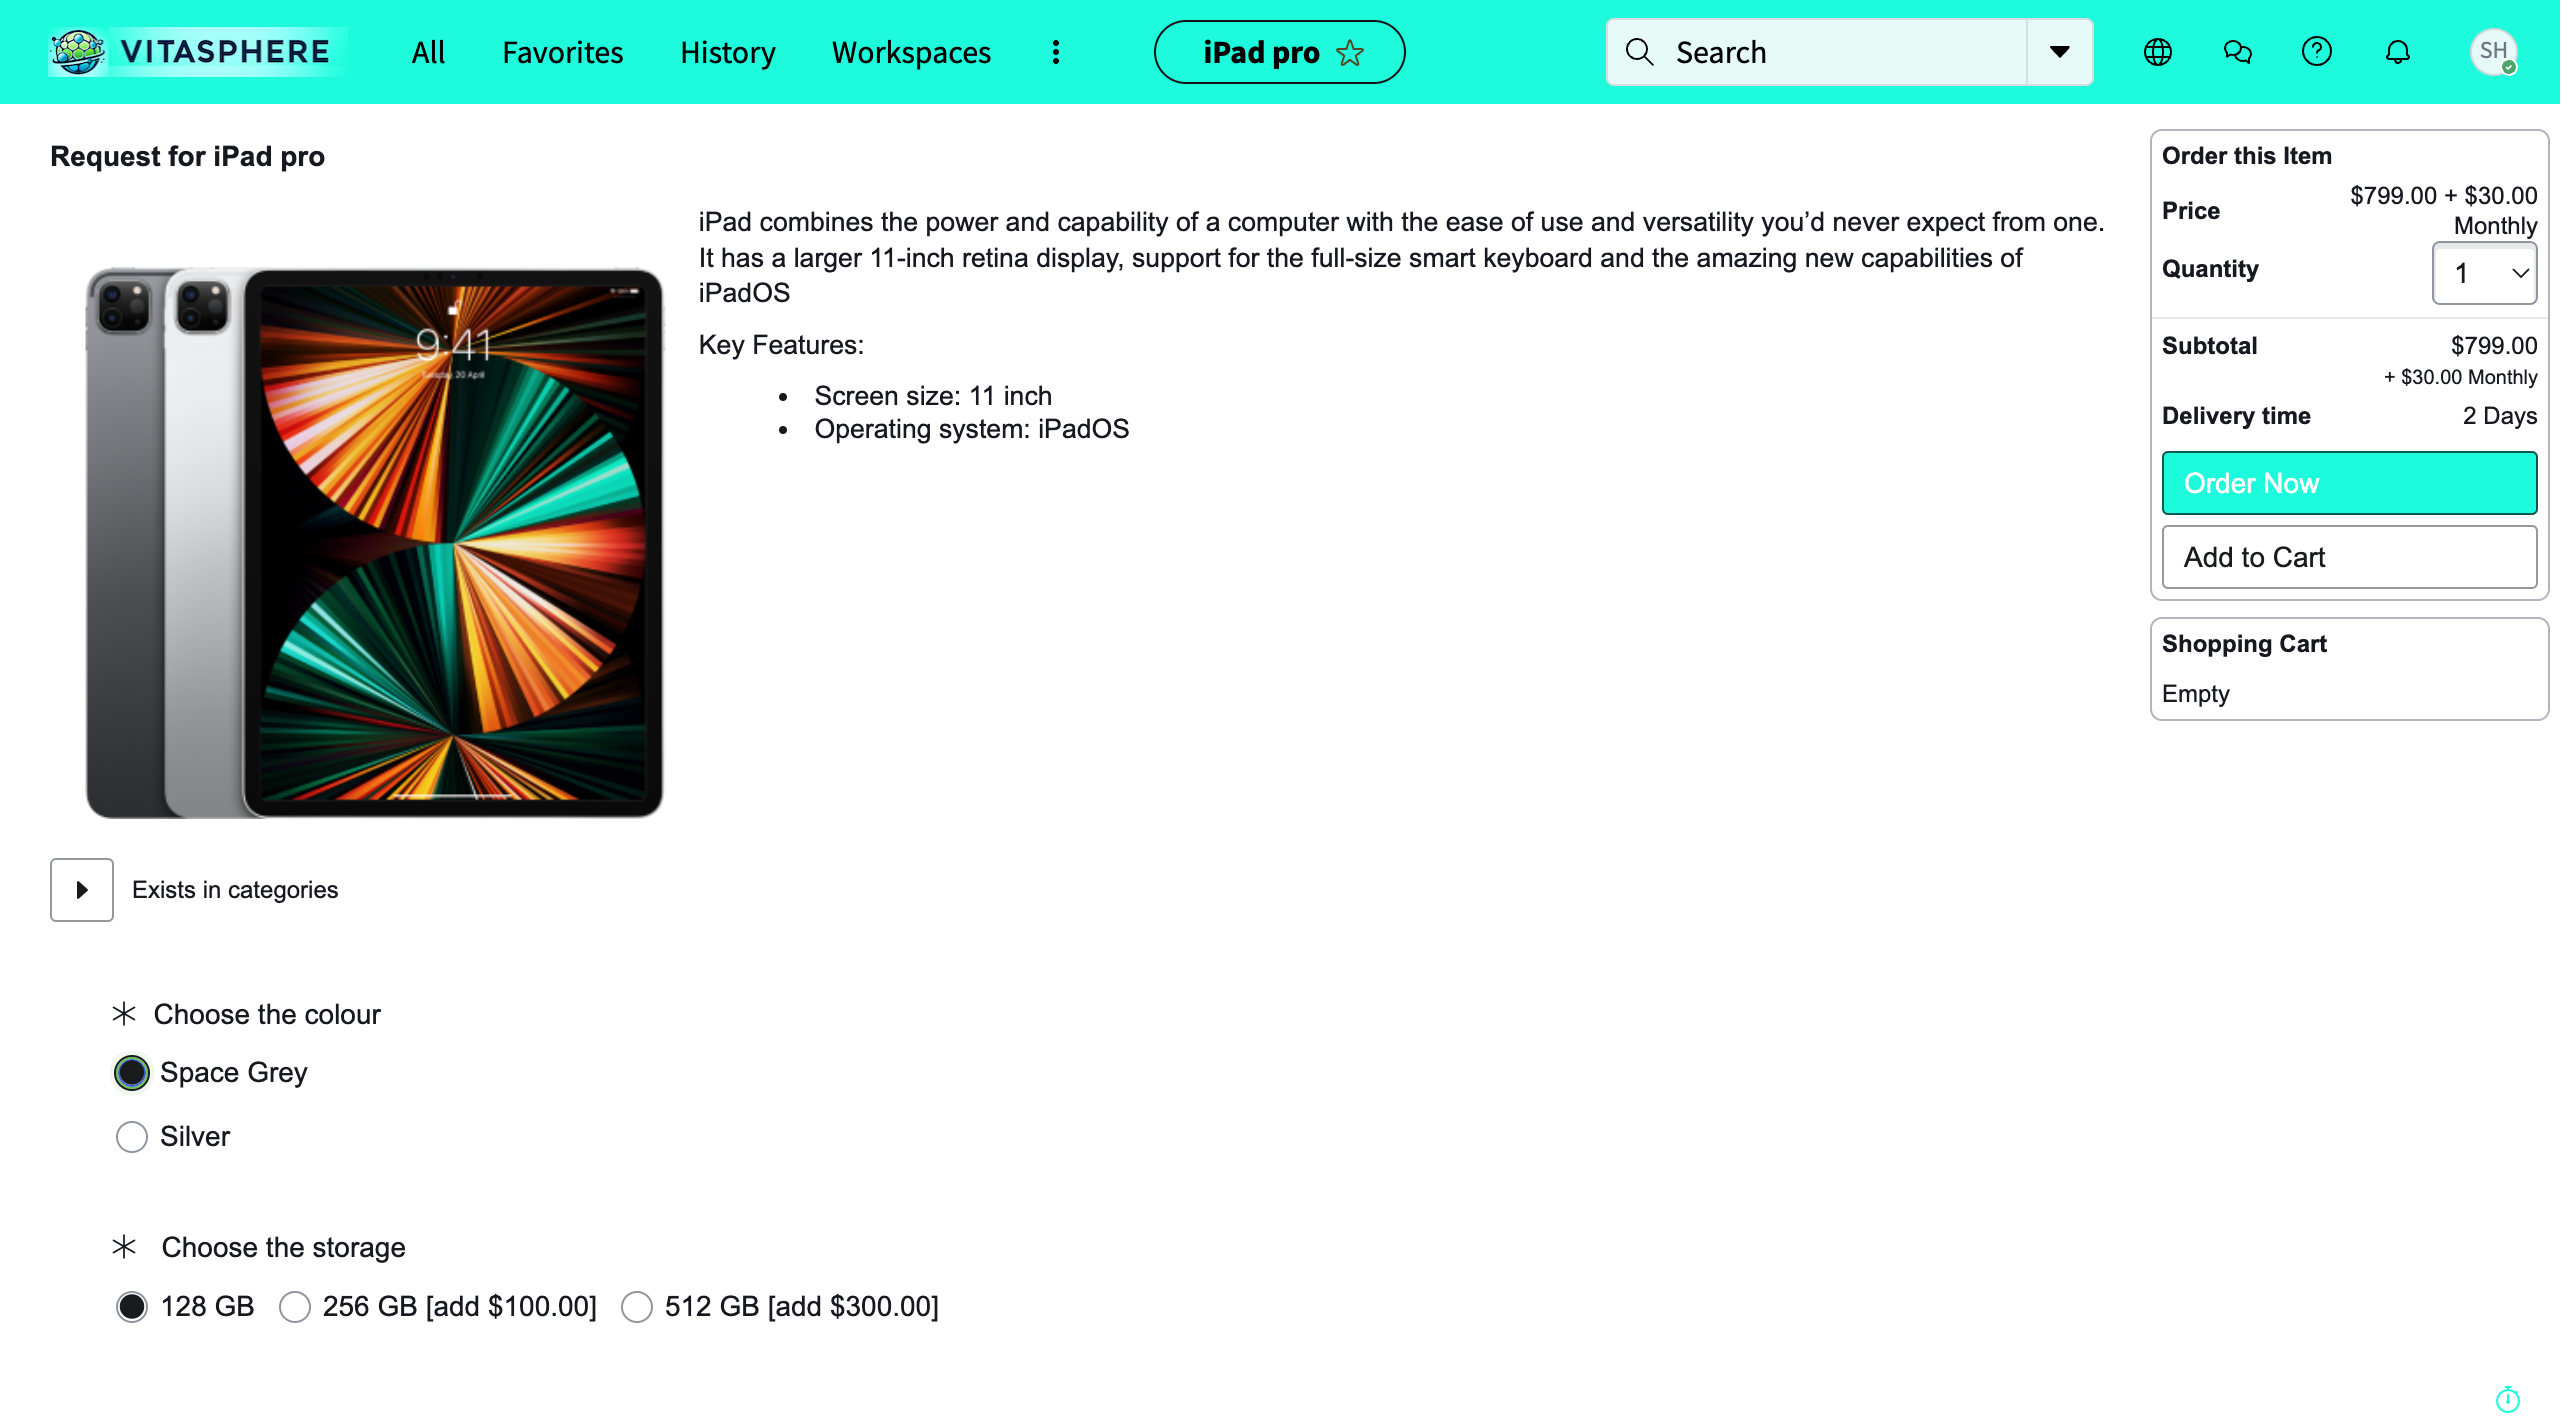 VITASPHERE
All
Favorites
History
Workspaces
iPad pro
Search
SH
Request for iPad pro
iPad combines the power and capability of a computer with the ease of use and versatility you’d never expect from one.
It has a larger 11-inch retina display, support for the full-size smart keyboard and the amazing new capabilities of
iPadOS
Key Features:
Screen size: 11 inch
Operating system: iPadOS
9:41
Tuesday, 20 April
Order this Item
Price
$799.00 + $30.00
Monthly
Quantity
1
Subtotal
$799.00
+ $30.00 Monthly
Delivery time
2 Days
Order Now
Add to Cart
Shopping Cart
Empty
Exists in categories
Choose the colour
Space Grey
Silver
Choose the storage
128 GB
256 GB [add $100.00]
512 GB [add $300.00]